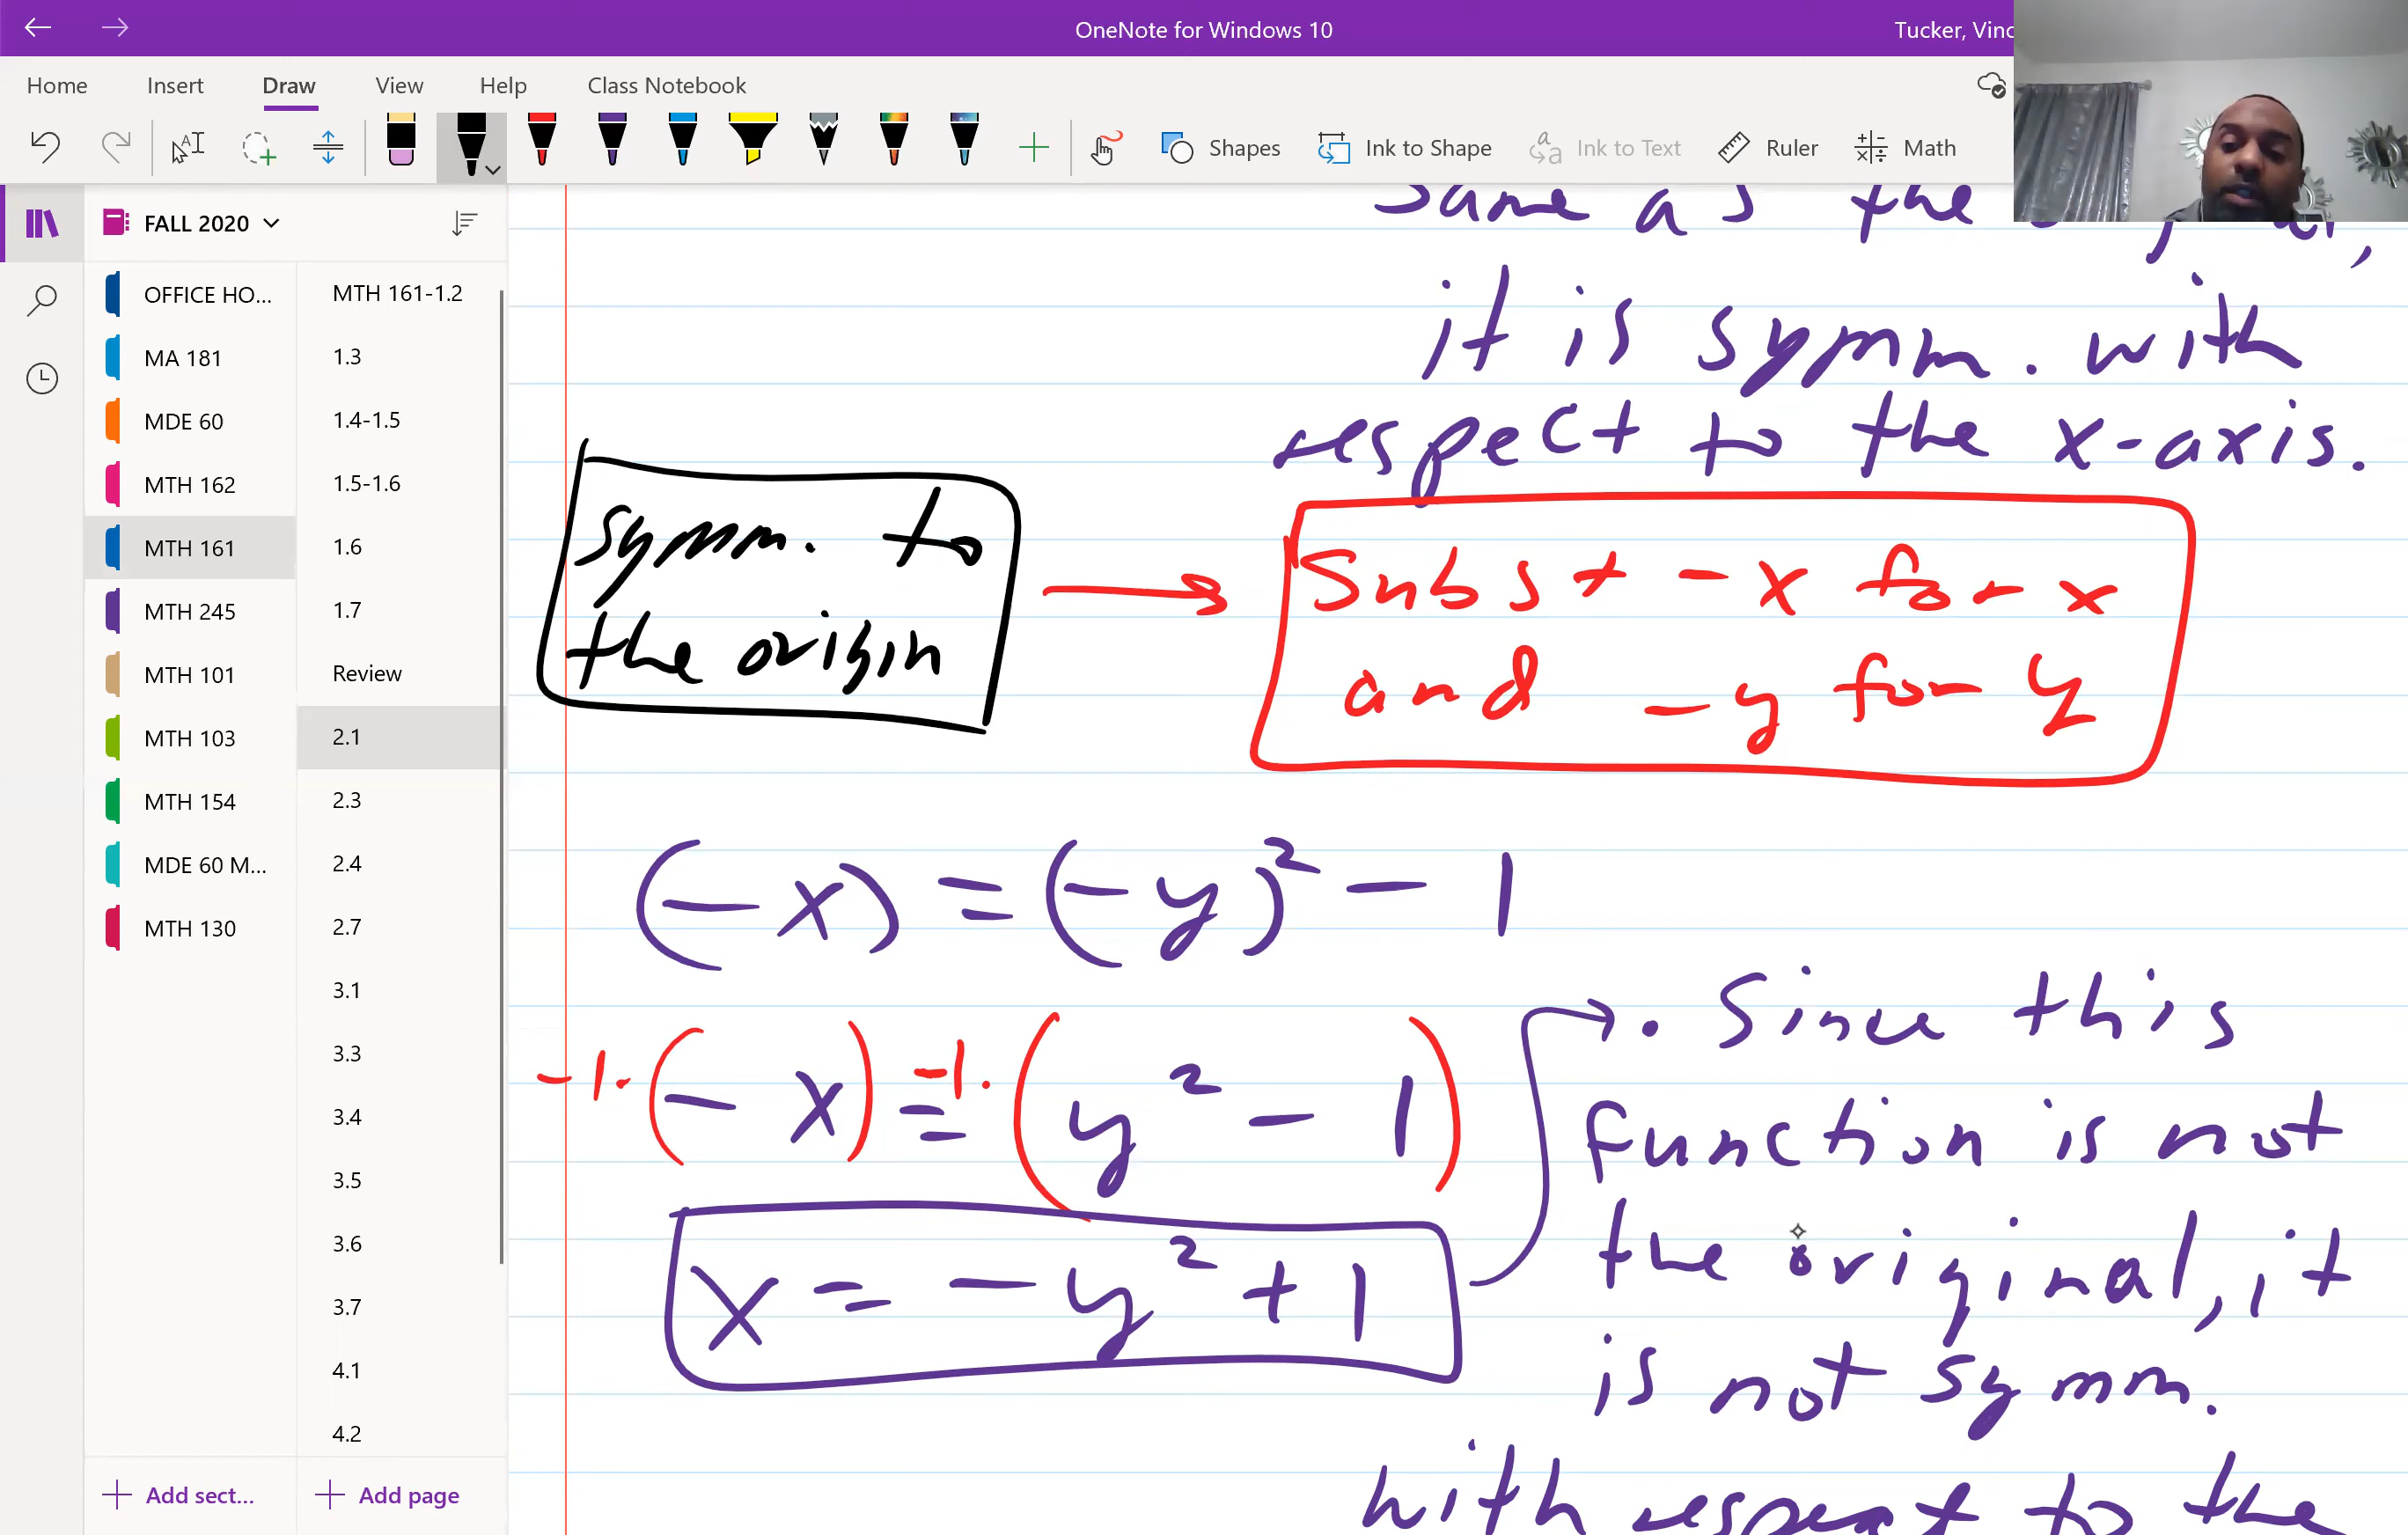 OneNote for Windows 10
Tucker, Vinc
Home Insert Draw View Help Class Notebook
Shapes Ink to Shape Ink to Text Ruler Math
FALL 2020
OFFICE HO...
MA 181
MDE 60
MTH 162
MTH 161
MTH 245
MTH 101
MTH 103
MTH 154
MDE 60 M...
MTH 130
Add sect...
MTH 161-1.2
1.3
1.4-1.5
1.5-1.6
1.6
1.7
Review
2.1
2.3
2.4
2.7
3.1
3.3
3.4
3.5
3.6
3.7
4.1
4.2
Add page
same as the
it is symm. with
respect to the x-axis.
symm. to
the origin
Subst -x for x
and -y for y
(-x) = (-y)² - 1
-1·(-x) = -1·(y² - 1)
x = -y² + 1
. Since this
function is not
the original, it
is not symm.
with respect to the